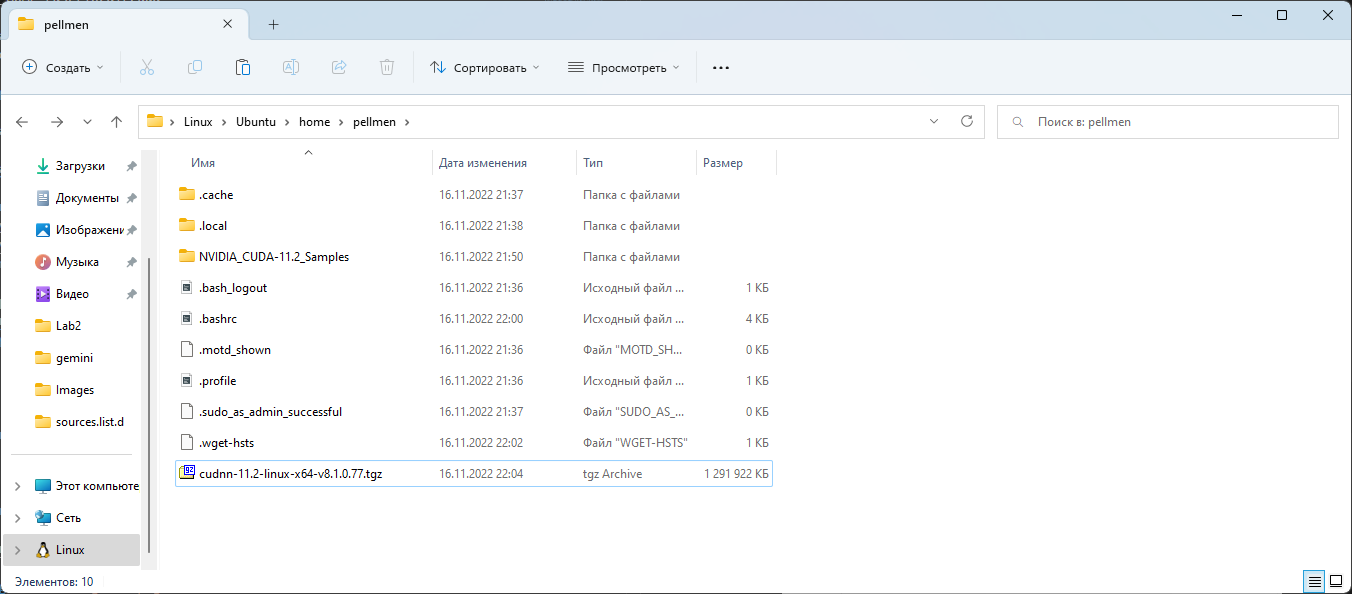 pellmen
Создать
Сортировать
Просмотреть
Linux Ubuntu home pellmen
Поиск в: pellmen
Загрузки
Документы
Изображени
Музыка
Видео
Lab2
gemini
Images
sources.list.d
Этот компьюте
Сеть
Linux
Имя Дата изменения Тип Размер
.cache 16.11.2022 21:37 Папка с файлами
.local 16.11.2022 21:38 Папка с файлами
NVIDIA_CUDA-11.2_Samples 16.11.2022 21:50 Папка с файлами
.bash_logout 16.11.2022 21:36 Исходный файл ... 1 КБ
.bashrc 16.11.2022 22:00 Исходный файл ... 4 КБ
.motd_shown 16.11.2022 21:36 Файл "MOTD_SH... 0 КБ
.profile 16.11.2022 21:36 Исходный файл ... 1 КБ
.sudo_as_admin_successful 16.11.2022 21:37 Файл "SUDO_AS_... 0 КБ
.wget-hsts 16.11.2022 22:02 Файл "WGET-HSTS" 1 КБ
cudnn-11.2-linux-x64-v8.1.0.77.tgz 16.11.2022 22:04 tgz Archive 1 291 922 КБ
Элементов: 10